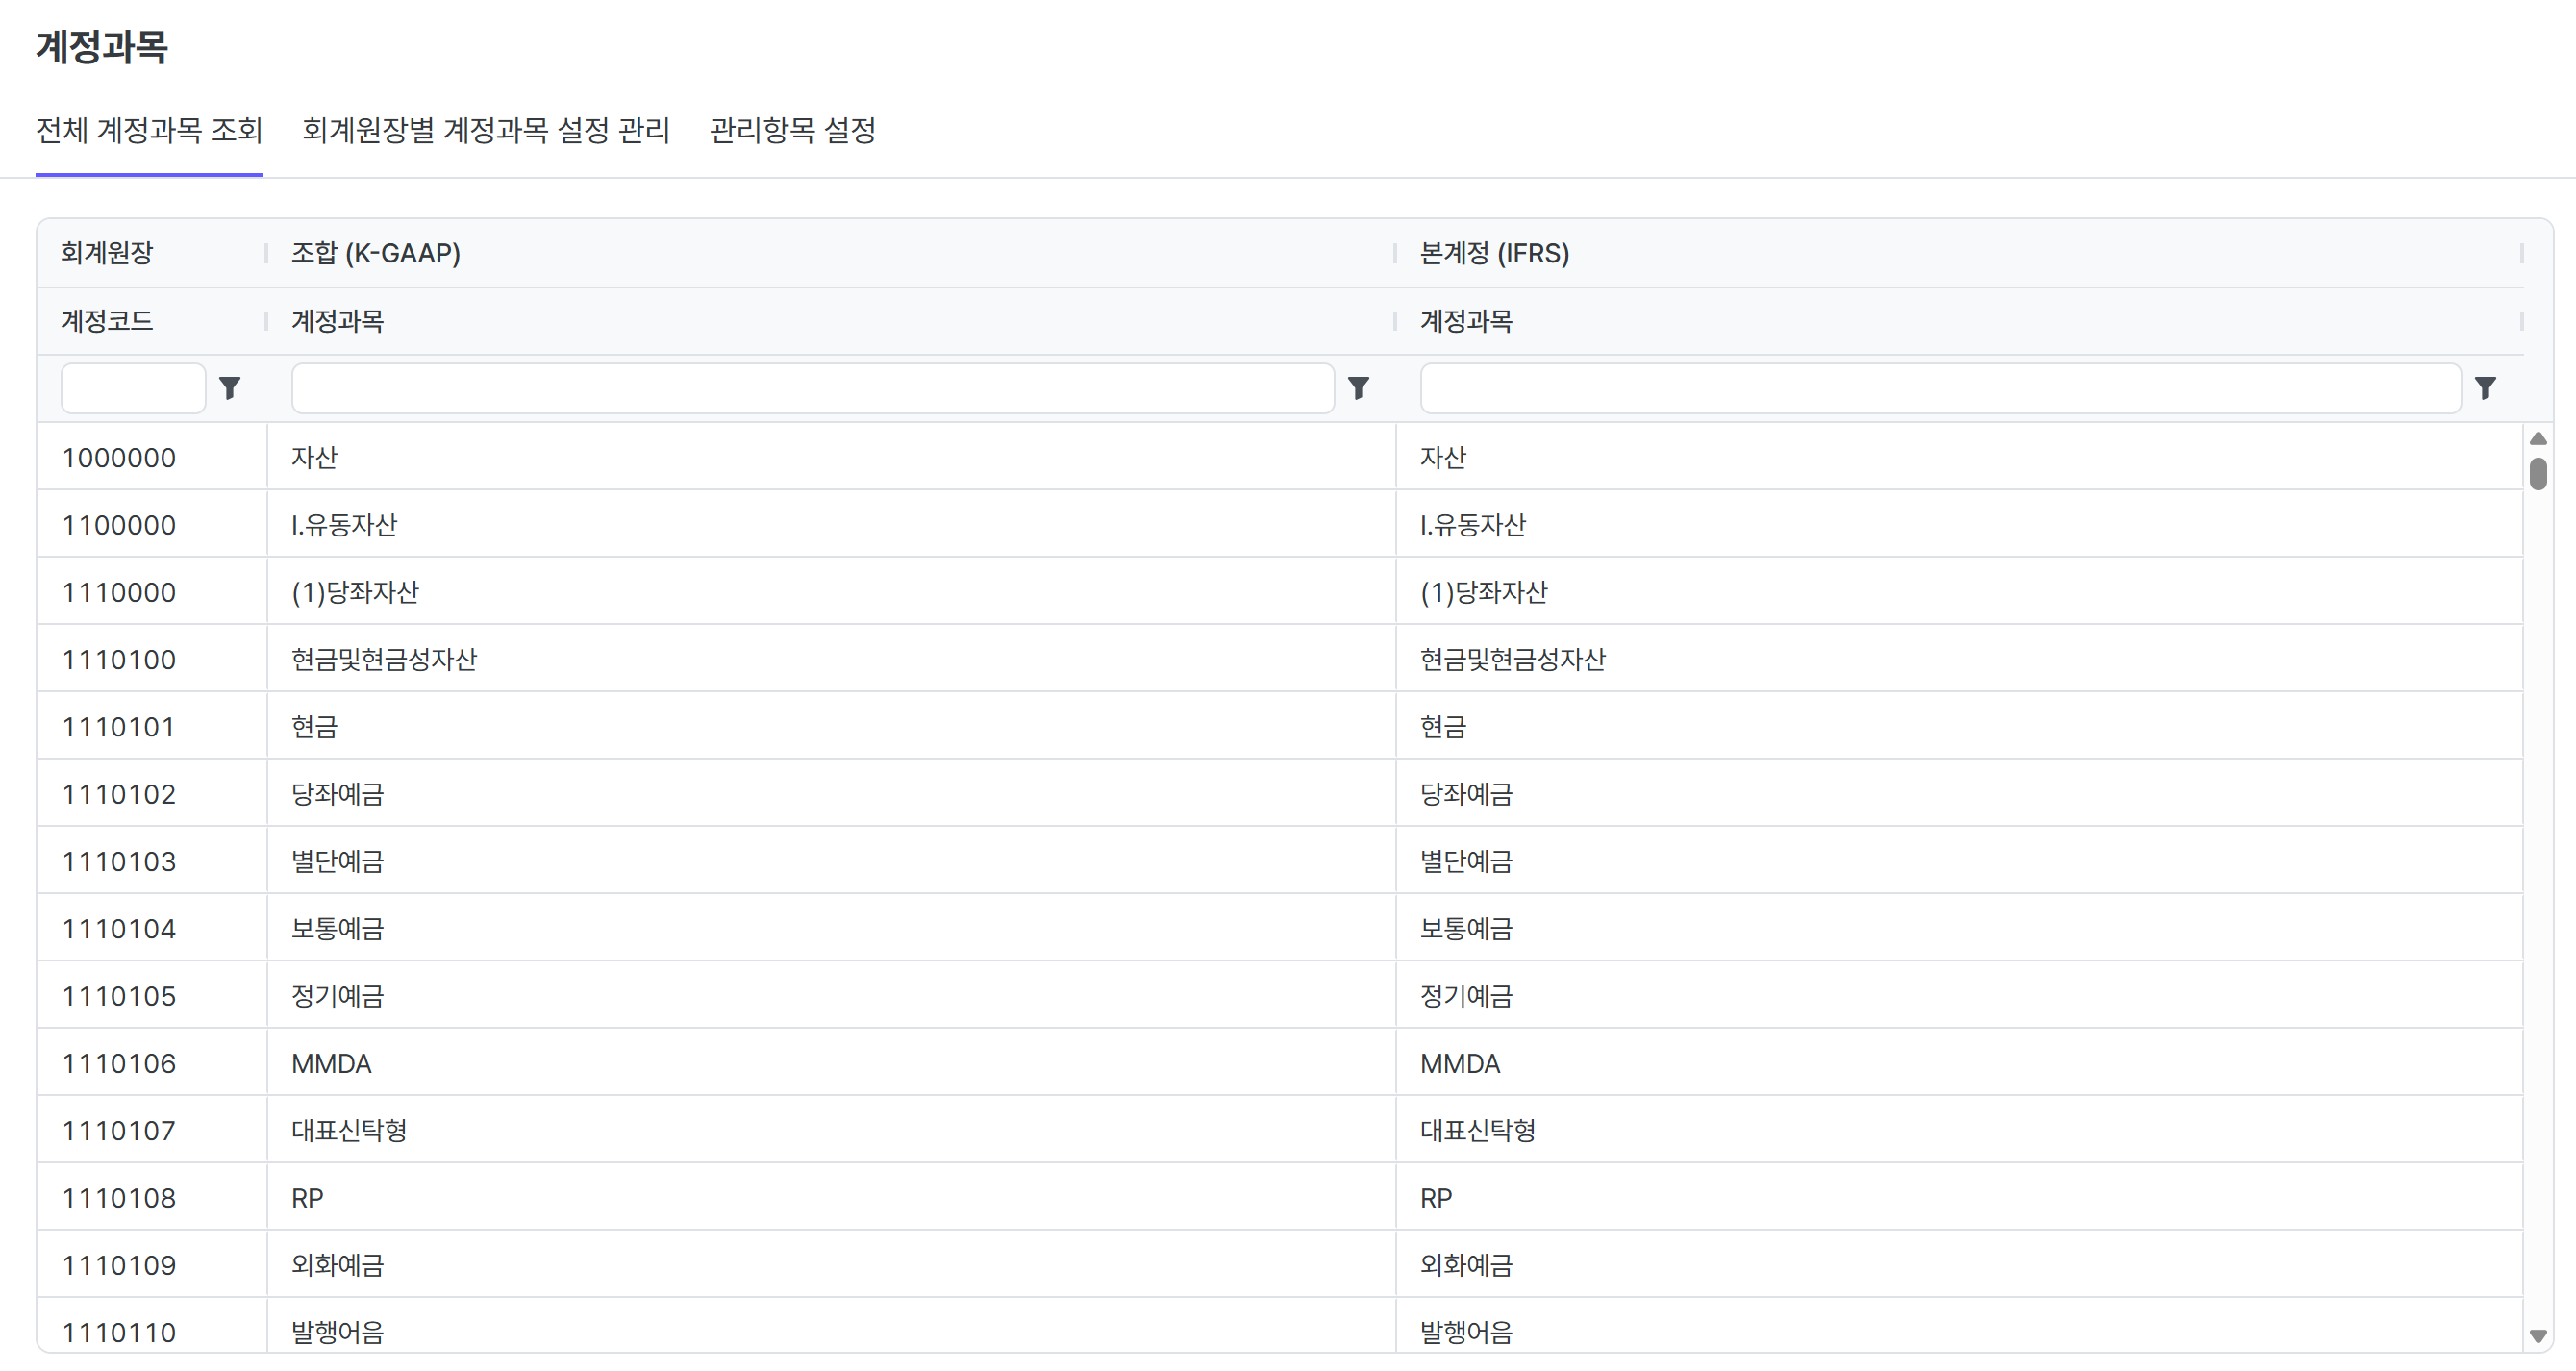 계정과목
전체 계정과목 조회 회계원장별 계정과목 설정 관리 관리항목 설정
회계원장 조합 (K-GAAP) 본계정 (IFRS)
계정코드 계정과목 계정과목
1000000 자산 자산
1100000 I.유동자산 I.유동자산
1110000 (1)당좌자산 (1)당좌자산
1110100 현금및현금성자산 현금및현금성자산
1110101 현금 현금
1110102 당좌예금 당좌예금
1110103 별단예금 별단예금
1110104 보통예금 보통예금
1110105 정기예금 정기예금
1110106 MMDA MMDA
1110107 대표신탁형 대표신탁형
1110108 RP RP
1110109 외화예금 외화예금
1110110 발행어음 발행어음